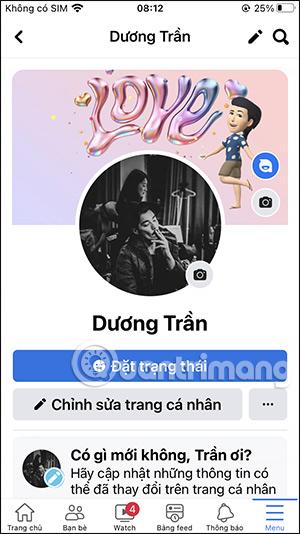 Không có SIM 08:12 25%
Dương Trần
LOVE
Dương Trần
Đặt trạng thái
Quantrimang
Chỉnh sửa trang cá nhân
Có gì mới không, Trần ơi?
Hãy cập nhật những thông tin có
thể đã thay đổi trên trang cá nhân
4
Trang chủ Bạn bè Watch Bảng feed Thông báo Menu